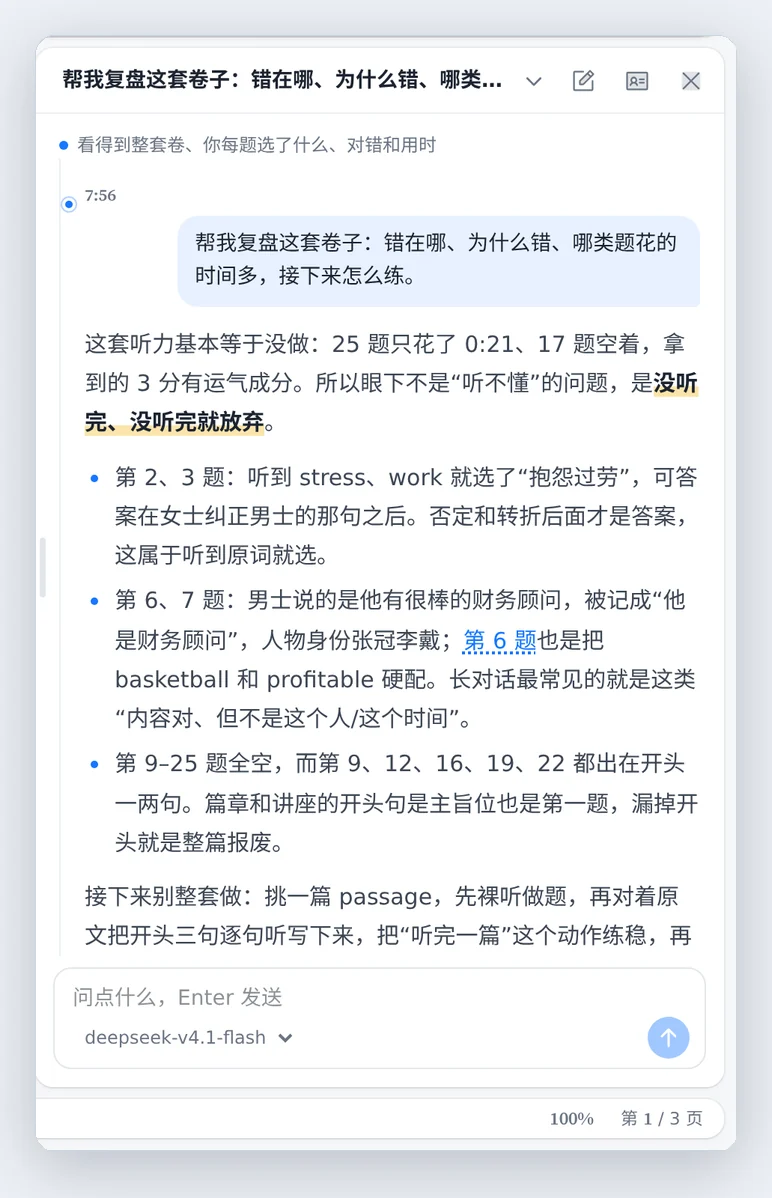 帮我复盘这套卷子：错在哪、为什么错、哪类...
看得到整套卷、你每题选了什么、对错和用时
7:56
帮我复盘这套卷子：错在哪、为什么错、哪类题花的
时间多，接下来怎么练。
这套听力基本等于没做：25 题只花了 0:21、17 题空着，拿
到的 3 分有运气成分。所以眼下不是“听不懂”的问题，是没听
完、没听完就放弃。
第 2、3 题：听到 stress、work 就选了“抱怨过劳”，可答
案在女士纠正男士的那句之后。否定和转折后面才是答案，
这属于听到原词就选。
第 6、7 题：男士说的是他有很棒的财务顾问，被记成“他
是财务顾问”，人物身份张冠李戴；第 6 题也是把
basketball 和 profitable 硬配。长对话最常见的就是这类
“内容对、但不是这个人/这个时间”。
第 9–25 题全空，而第 9、12、16、19、22 都出在开头
一两句。篇章和讲座的开头句是主旨位也是第一题，漏掉开
头就是整篇报废。
接下来别整套做：挑一篇 passage，先裸听做题，再对着原
文把开头三句逐句听写下来，把“听完一篇”这个动作练稳，再
问点什么，Enter 发送
deepseek-v4.1-flash
100% 第 1 / 3 页